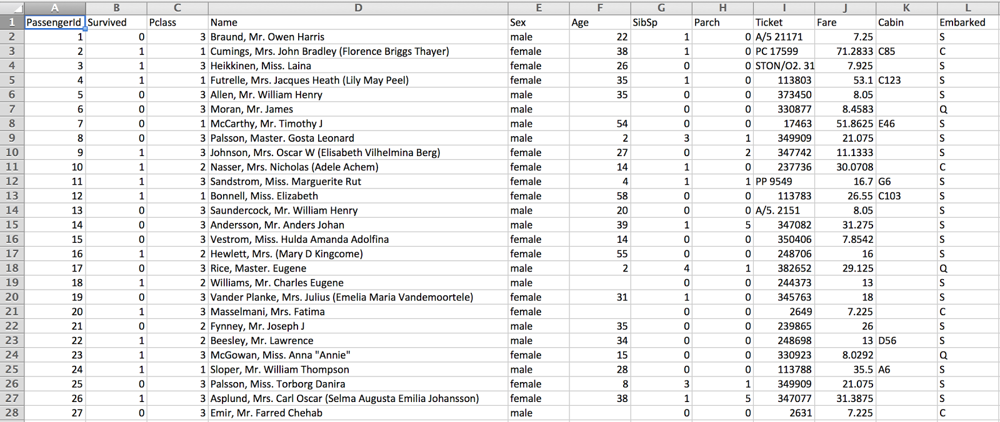 A B C D E F G H I J K L
1 PassengerId Survived Pclass Name Sex Age SibSp Parch Ticket Fare Cabin Embarked
2 1 0 3 Braund, Mr. Owen Harris male 22 1 0 A/5 21171 7.25 S
3 2 1 1 Cumings, Mrs. John Bradley (Florence Briggs Thayer) female 38 1 0 PC 17599 71.2833 C85 C
4 3 1 3 Heikkinen, Miss. Laina female 26 0 0 STON/O2. 31 7.925 S
5 4 1 1 Futrelle, Mrs. Jacques Heath (Lily May Peel) female 35 1 0 113803 53.1 C123 S
6 5 0 3 Allen, Mr. William Henry male 35 0 0 373450 8.05 S
7 6 0 3 Moran, Mr. James male 0 0 330877 8.4583 Q
8 7 0 1 McCarthy, Mr. Timothy J male 54 0 0 17463 51.8625 E46 S
9 8 0 3 Palsson, Master. Gosta Leonard male 2 3 1 349909 21.075 S
10 9 1 3 Johnson, Mrs. Oscar W (Elisabeth Vilhelmina Berg) female 27 0 2 347742 11.1333 S
11 10 1 2 Nasser, Mrs. Nicholas (Adele Achem) female 14 1 0 237736 30.0708 C
12 11 1 3 Sandstrom, Miss. Marguerite Rut female 4 1 1 PP 9549 16.7 G6 S
13 12 1 1 Bonnell, Miss. Elizabeth female 58 0 0 113783 26.55 C103 S
14 13 0 3 Saundercock, Mr. William Henry male 20 0 0 A/5. 2151 8.05 S
15 14 0 3 Andersson, Mr. Anders Johan male 39 1 5 347082 31.275 S
16 15 0 3 Vestrom, Miss. Hulda Amanda Adolfina female 14 0 0 350406 7.8542 S
17 16 1 2 Hewlett, Mrs. (Mary D Kingcome) female 55 0 0 248706 16 S
18 17 0 3 Rice, Master. Eugene male 2 4 1 382652 29.125 Q
19 18 1 2 Williams, Mr. Charles Eugene male 0 0 244373 13 S
20 19 0 3 Vander Planke, Mrs. Julius (Emelia Maria Vandemoortele) female 31 1 0 345763 18 S
21 20 1 3 Masselmani, Mrs. Fatima female 0 0 2649 7.225 C
22 21 0 2 Fynney, Mr. Joseph J male 35 0 0 239865 26 S
23 22 1 2 Beesley, Mr. Lawrence male 34 0 0 248698 13 D56 S
24 23 1 3 McGowan, Miss. Anna "Annie" female 15 0 0 330923 8.0292 Q
25 24 1 1 Sloper, Mr. William Thompson male 28 0 0 113788 35.5 A6 S
26 25 0 3 Palsson, Miss. Torborg Danira female 8 3 1 349909 21.075 S
27 26 1 3 Asplund, Mrs. Carl Oscar (Selma Augusta Emilia Johansson) female 38 1 5 347077 31.3875 S
28 27 0 3 Emir, Mr. Farred Chehab male 0 0 2631 7.225 C